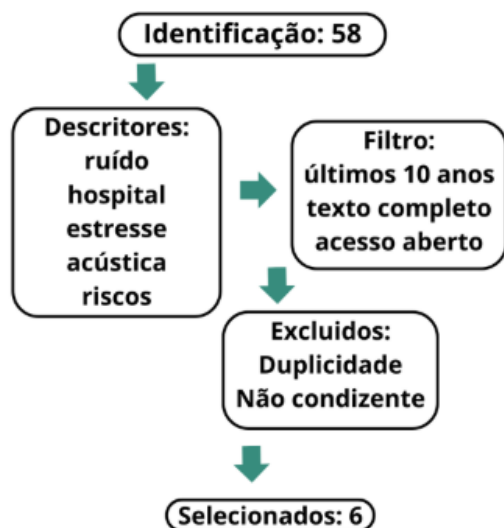 Identificação: 58
Descritores:
ruído
hospital
estresse
acústica
riscos
Filtro:
últimos 10 anos
texto completo
acesso aberto
Excluidos:
Duplicidade
Não condizente
Selecionados: 6